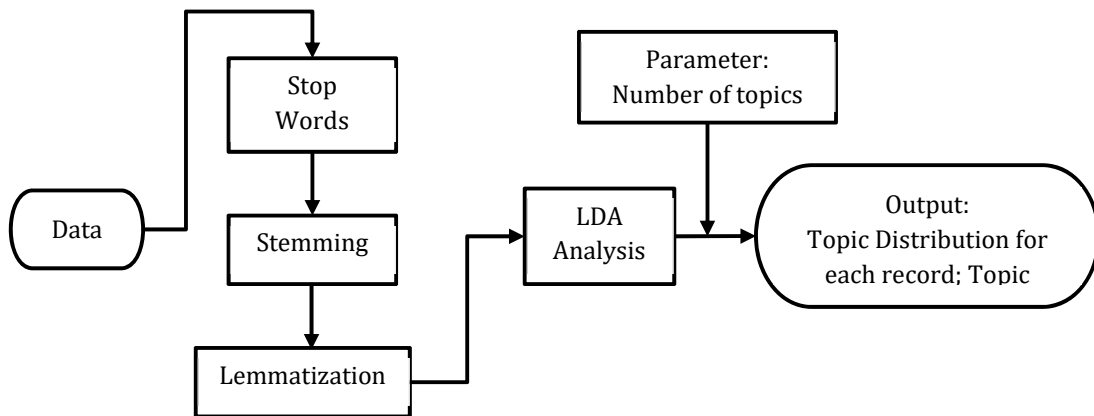 Data
Stop
Words
Stemming
Lemmatization
LDA
Analysis
Parameter:
Number of topics
Output:
Topic Distribution for
each record; Topic